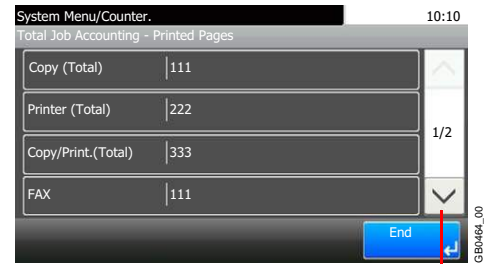 System Menu/Counter. 10:10
Total Job Accounting - Printed Pages
Copy (Total) 111
Printer (Total) 222
1/2
Copy/Print.(Total) 333
FAX 111
End
GB0464_00